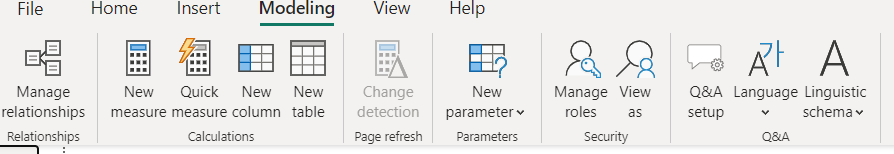 File Home Insert Modeling View Help
Manage relationships
New measure
Quick measure
New column
New table
Change detection
New parameter
Manage roles
View as
Q&A setup
Language
Linguistic schema
Relationships
Calculations
Page refresh
Parameters
Security
Q&A